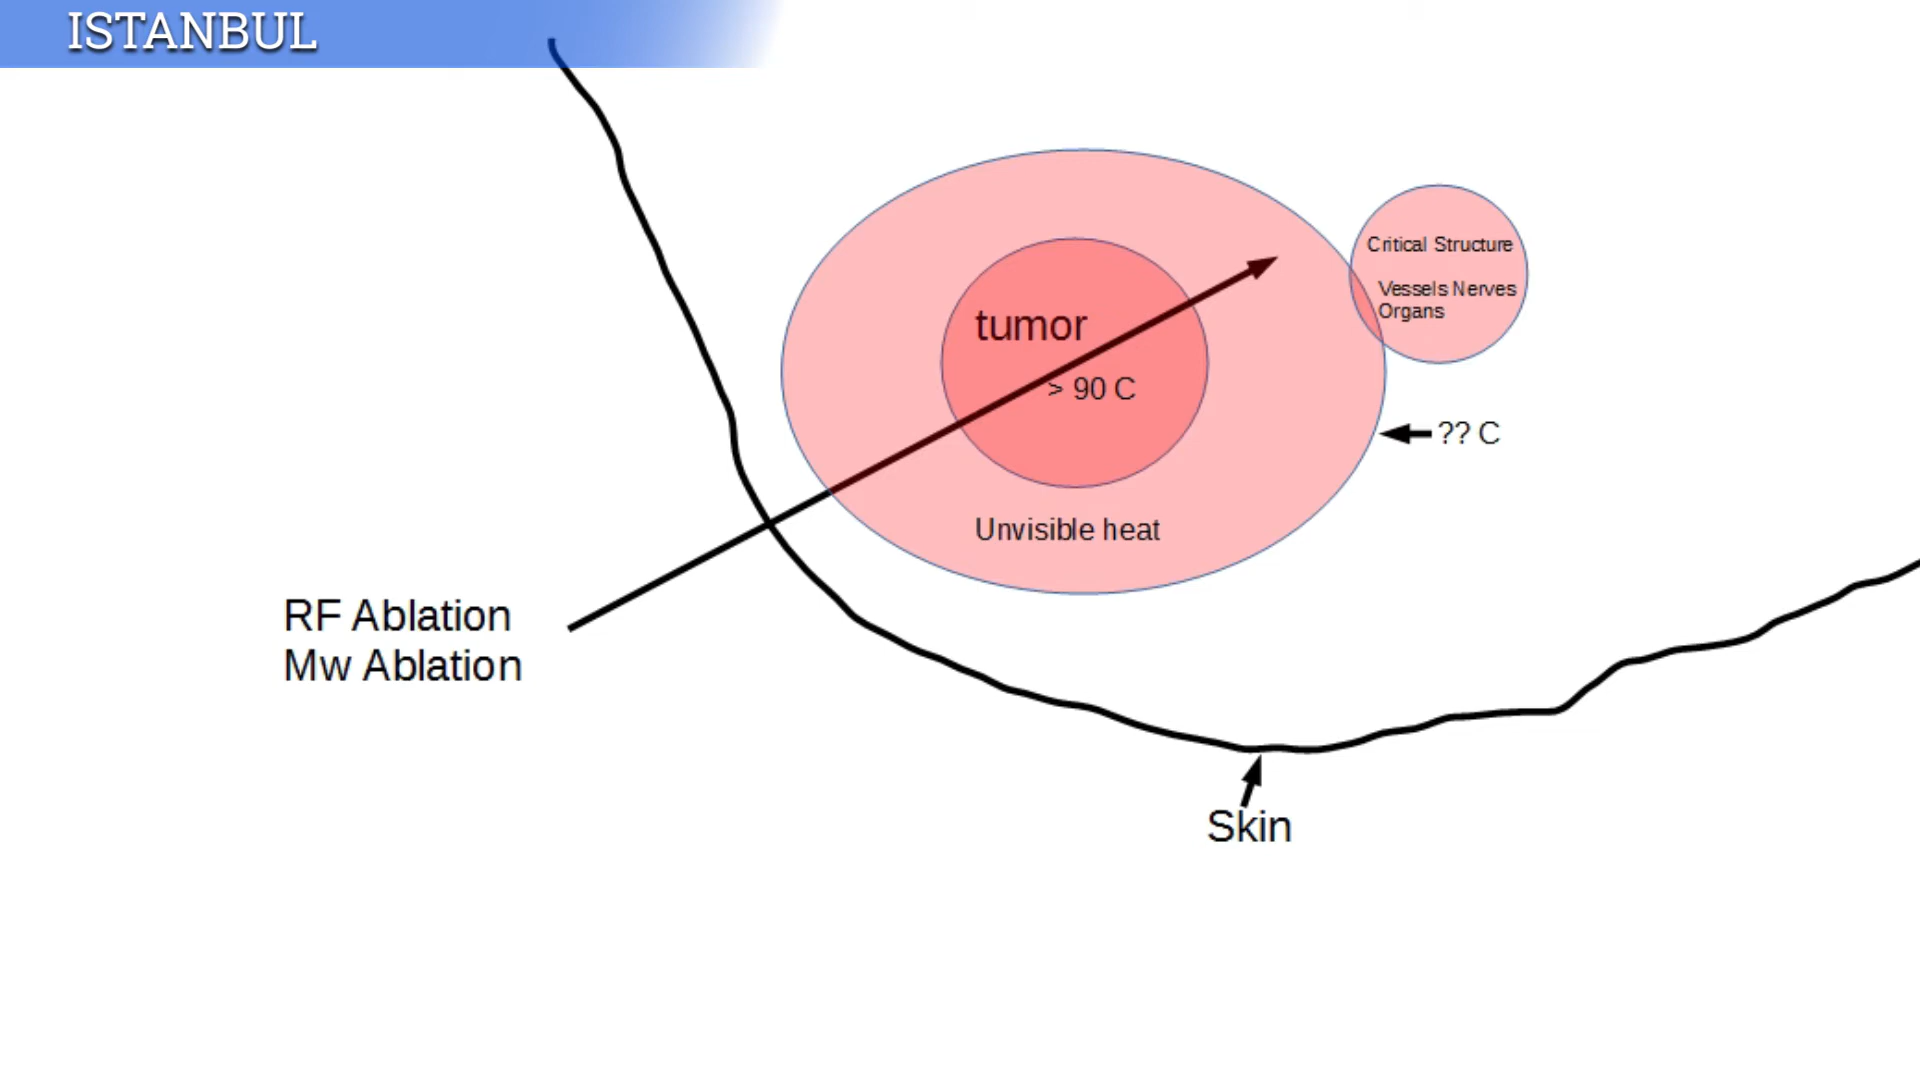 ISTANBUL
Critical Structure
Vessels Nerves
Organs
tumor
> 90 C
?? C
Unvisible heat
RF Ablation
Mw Ablation
Skin